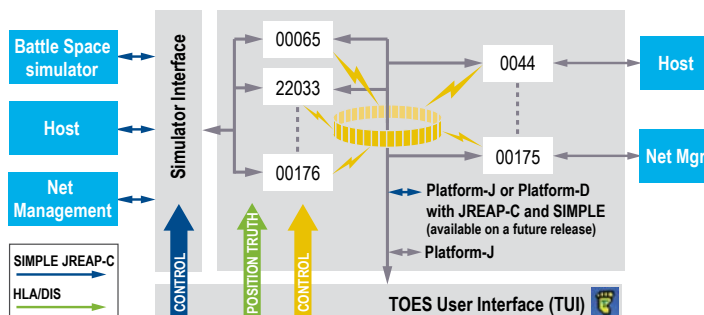 Battle Space
simulator
Host
Net
Management
SIMPLE JREAP-C
HLA/DIS
Simulator Interface
CONTROL
POSITION TRUTH
CONTROL
00065
22033
00176
0044
00175
Host
Net Mgr
Platform-J or Platform-D
with JREAP-C and SIMPLE
(available on a future release)
Platform-J
TOES User Interface (TUI)